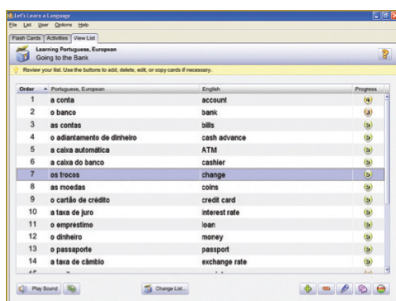 Let's Learn a Language
File List User Options Help
Flash Cards Activities View List
Learning Portuguese, European
Going to the Bank
Review your list. Use the buttons to add, delete, edit, or copy cards if necessary.
Order Portuguese, European English Progress
1 a conta account
2 o banco bank
3 as contas bills
4 o adiantamento de dinheiro cash advance
5 a caixa automática ATM
6 a caixa do banco cashier
7 os trocos change
8 as moedas coins
9 o cartão de crédito credit card
10 a taxa de juro interest rate
11 o emprestimo loan
12 o dinheiro money
13 o passaporte passport
14 a taxa de câmbio exchange rate
Play Sound Change List...